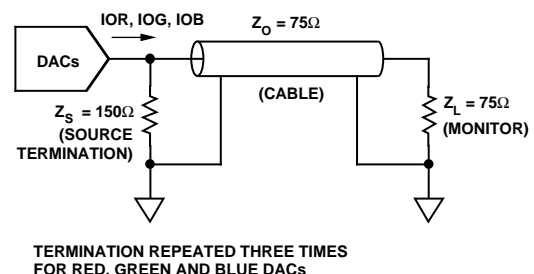 IOR, IOG, IOB
DACs
Z_O = 75Ω
(CABLE)
Z_S = 150Ω
(SOURCE
TERMINATION)
Z_L = 75Ω
(MONITOR)
TERMINATION REPEATED THREE TIMES
FOR RED, GREEN AND BLUE DACs